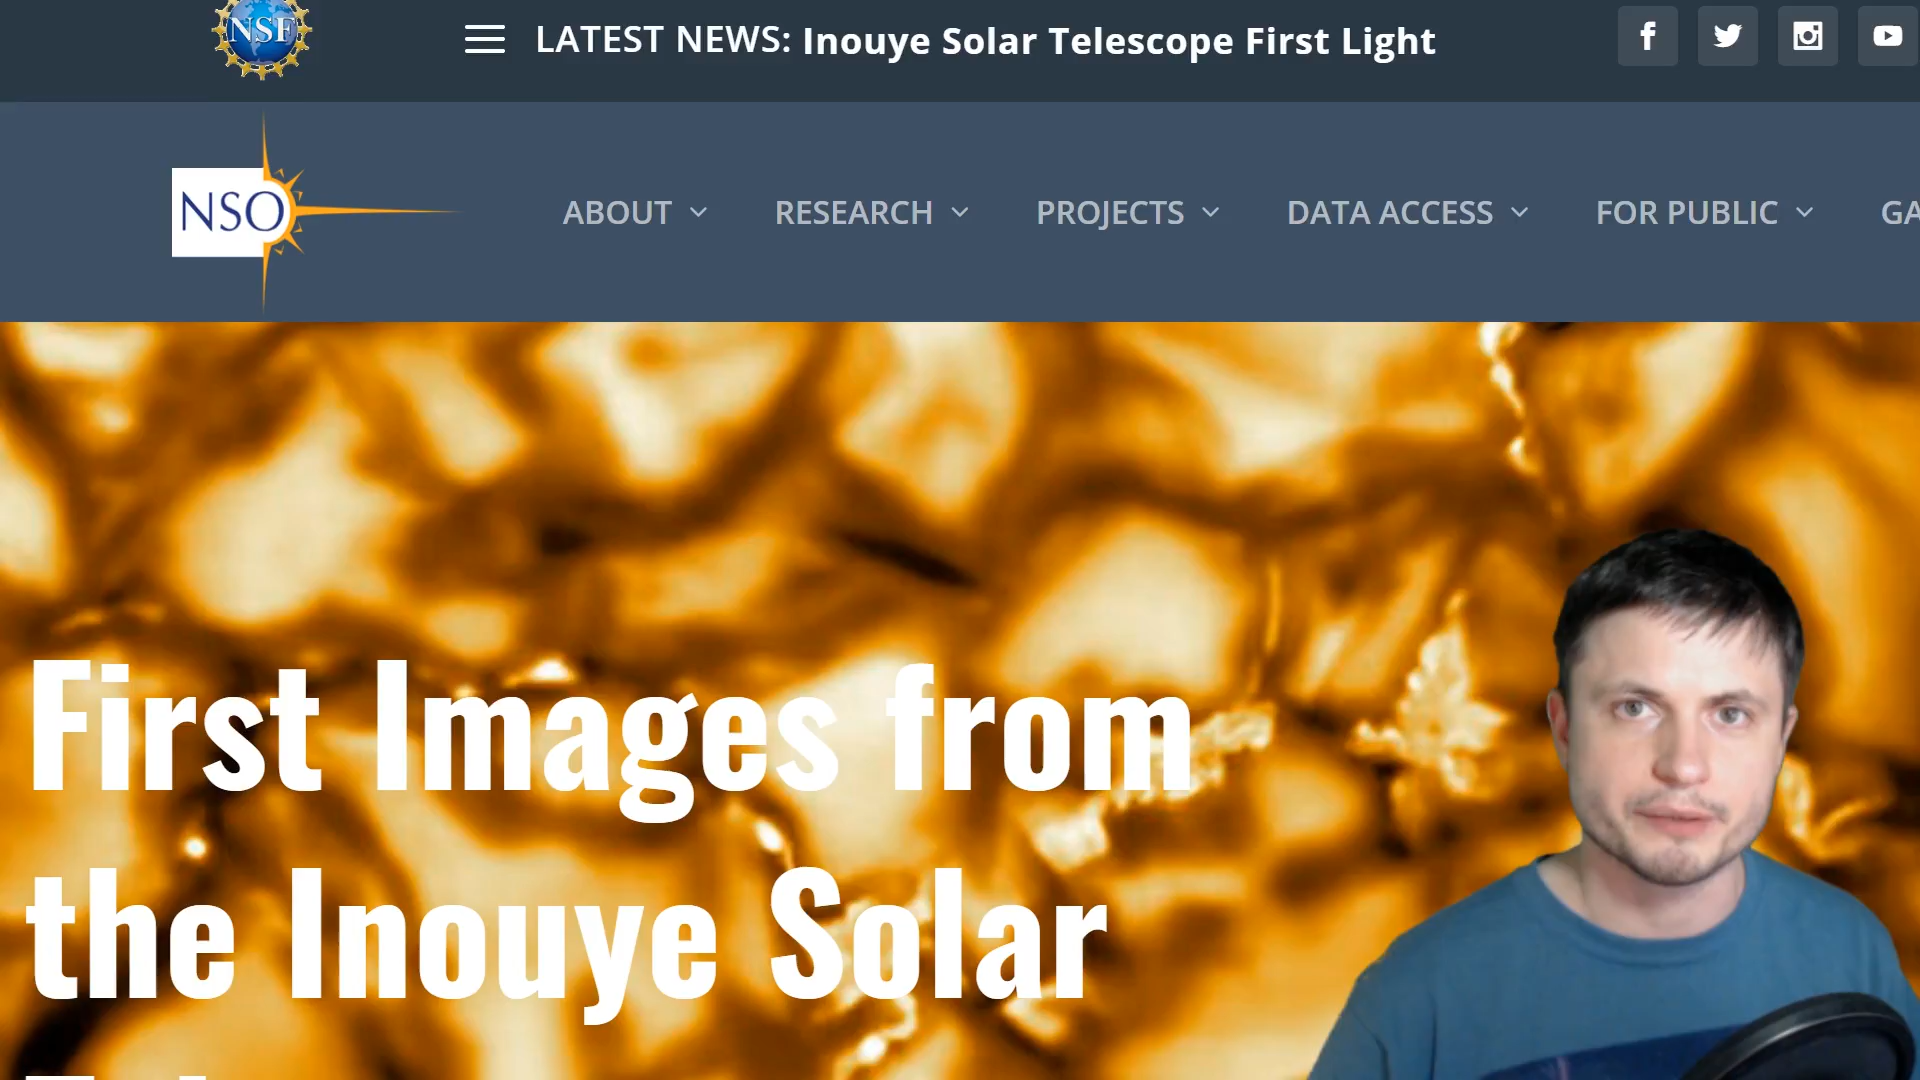 NSF
LATEST NEWS: Inouye Solar Telescope First Light
NSO
ABOUT
RESEARCH
PROJECTS
DATA ACCESS
FOR PUBLIC
GA
First Images from
the Inouye Solar